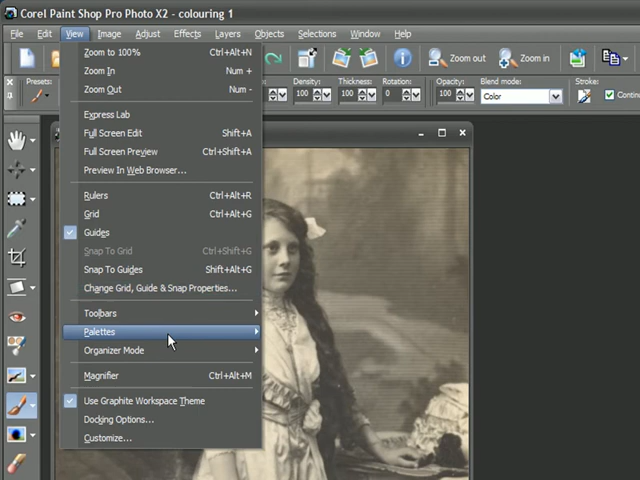 Corel Paint Shop Pro Photo X2 - colouring 1
File Edit View Image Adjust Effects Layers Objects Selections Window Help
Zoom out Zoom in
Presets: Density: Thickness: Rotation: Opacity: Blend mode: Stroke:
100 100 0 100 Color Contin
Zoom to 100% Ctrl+Alt+N
Zoom In Num +
Zoom Out Num -
Express Lab
Full Screen Edit Shift+A
Full Screen Preview Ctrl+Shift+A
Preview In Web Browser...
Rulers Ctrl+Alt+R
Grid Ctrl+Alt+G
Guides
Snap To Grid Ctrl+Shift+G
Snap To Guides Shift+Alt+G
Change Grid, Guide & Snap Properties...
Toolbars
Palettes
Organizer Mode
Magnifier Ctrl+Alt+M
Use Graphite Workspace Theme
Docking Options...
Customize...